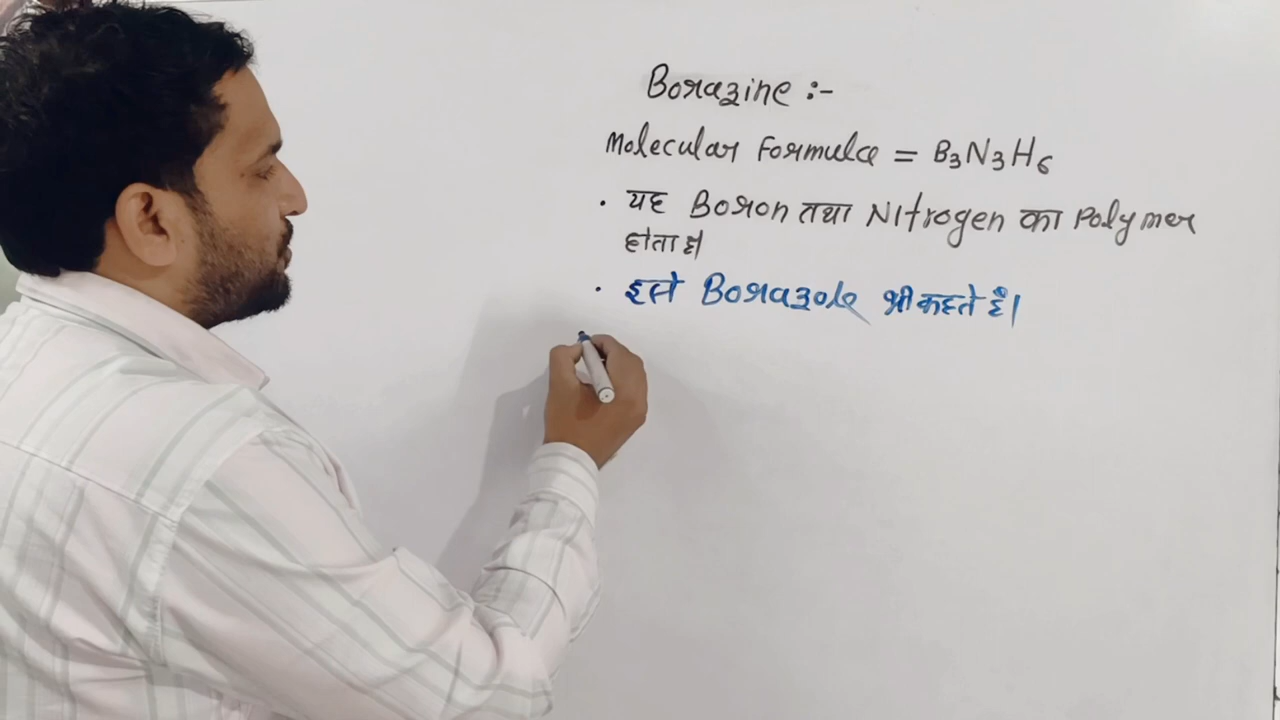 Borazine :-
Molecular Formula = B₃N₃H₆
· यह Boron तथा Nitrogen का Polymer
होता है
· इसे Borazole भी कहते है।